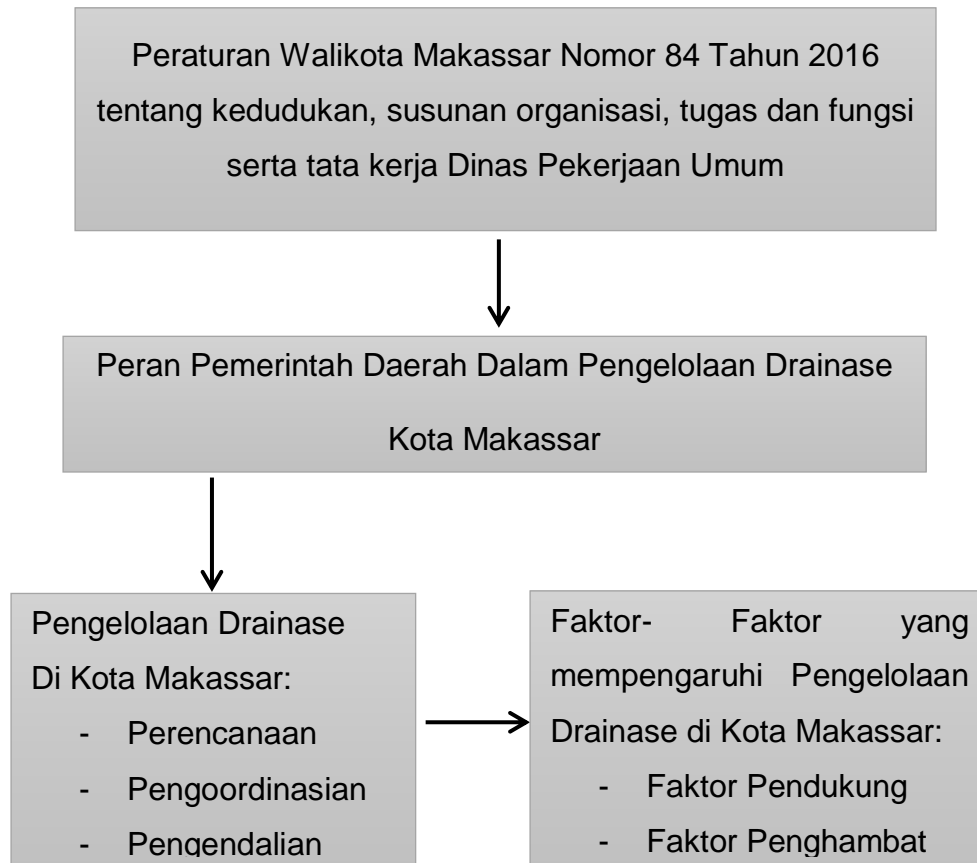 Peraturan Walikota Makassar Nomor 84 Tahun 2016
tentang kedudukan, susunan organisasi, tugas dan fungsi
serta tata kerja Dinas Pekerjaan Umum
Peran Pemerintah Daerah Dalam Pengelolaan Drainase
Kota Makassar
Pengelolaan Drainase
Di Kota Makassar:
- Perencanaan
- Pengoordinasian
- Pengendalian
Faktor- Faktor yang
mempengaruhi Pengelolaan
Drainase di Kota Makassar:
- Faktor Pendukung
- Faktor Penghambat